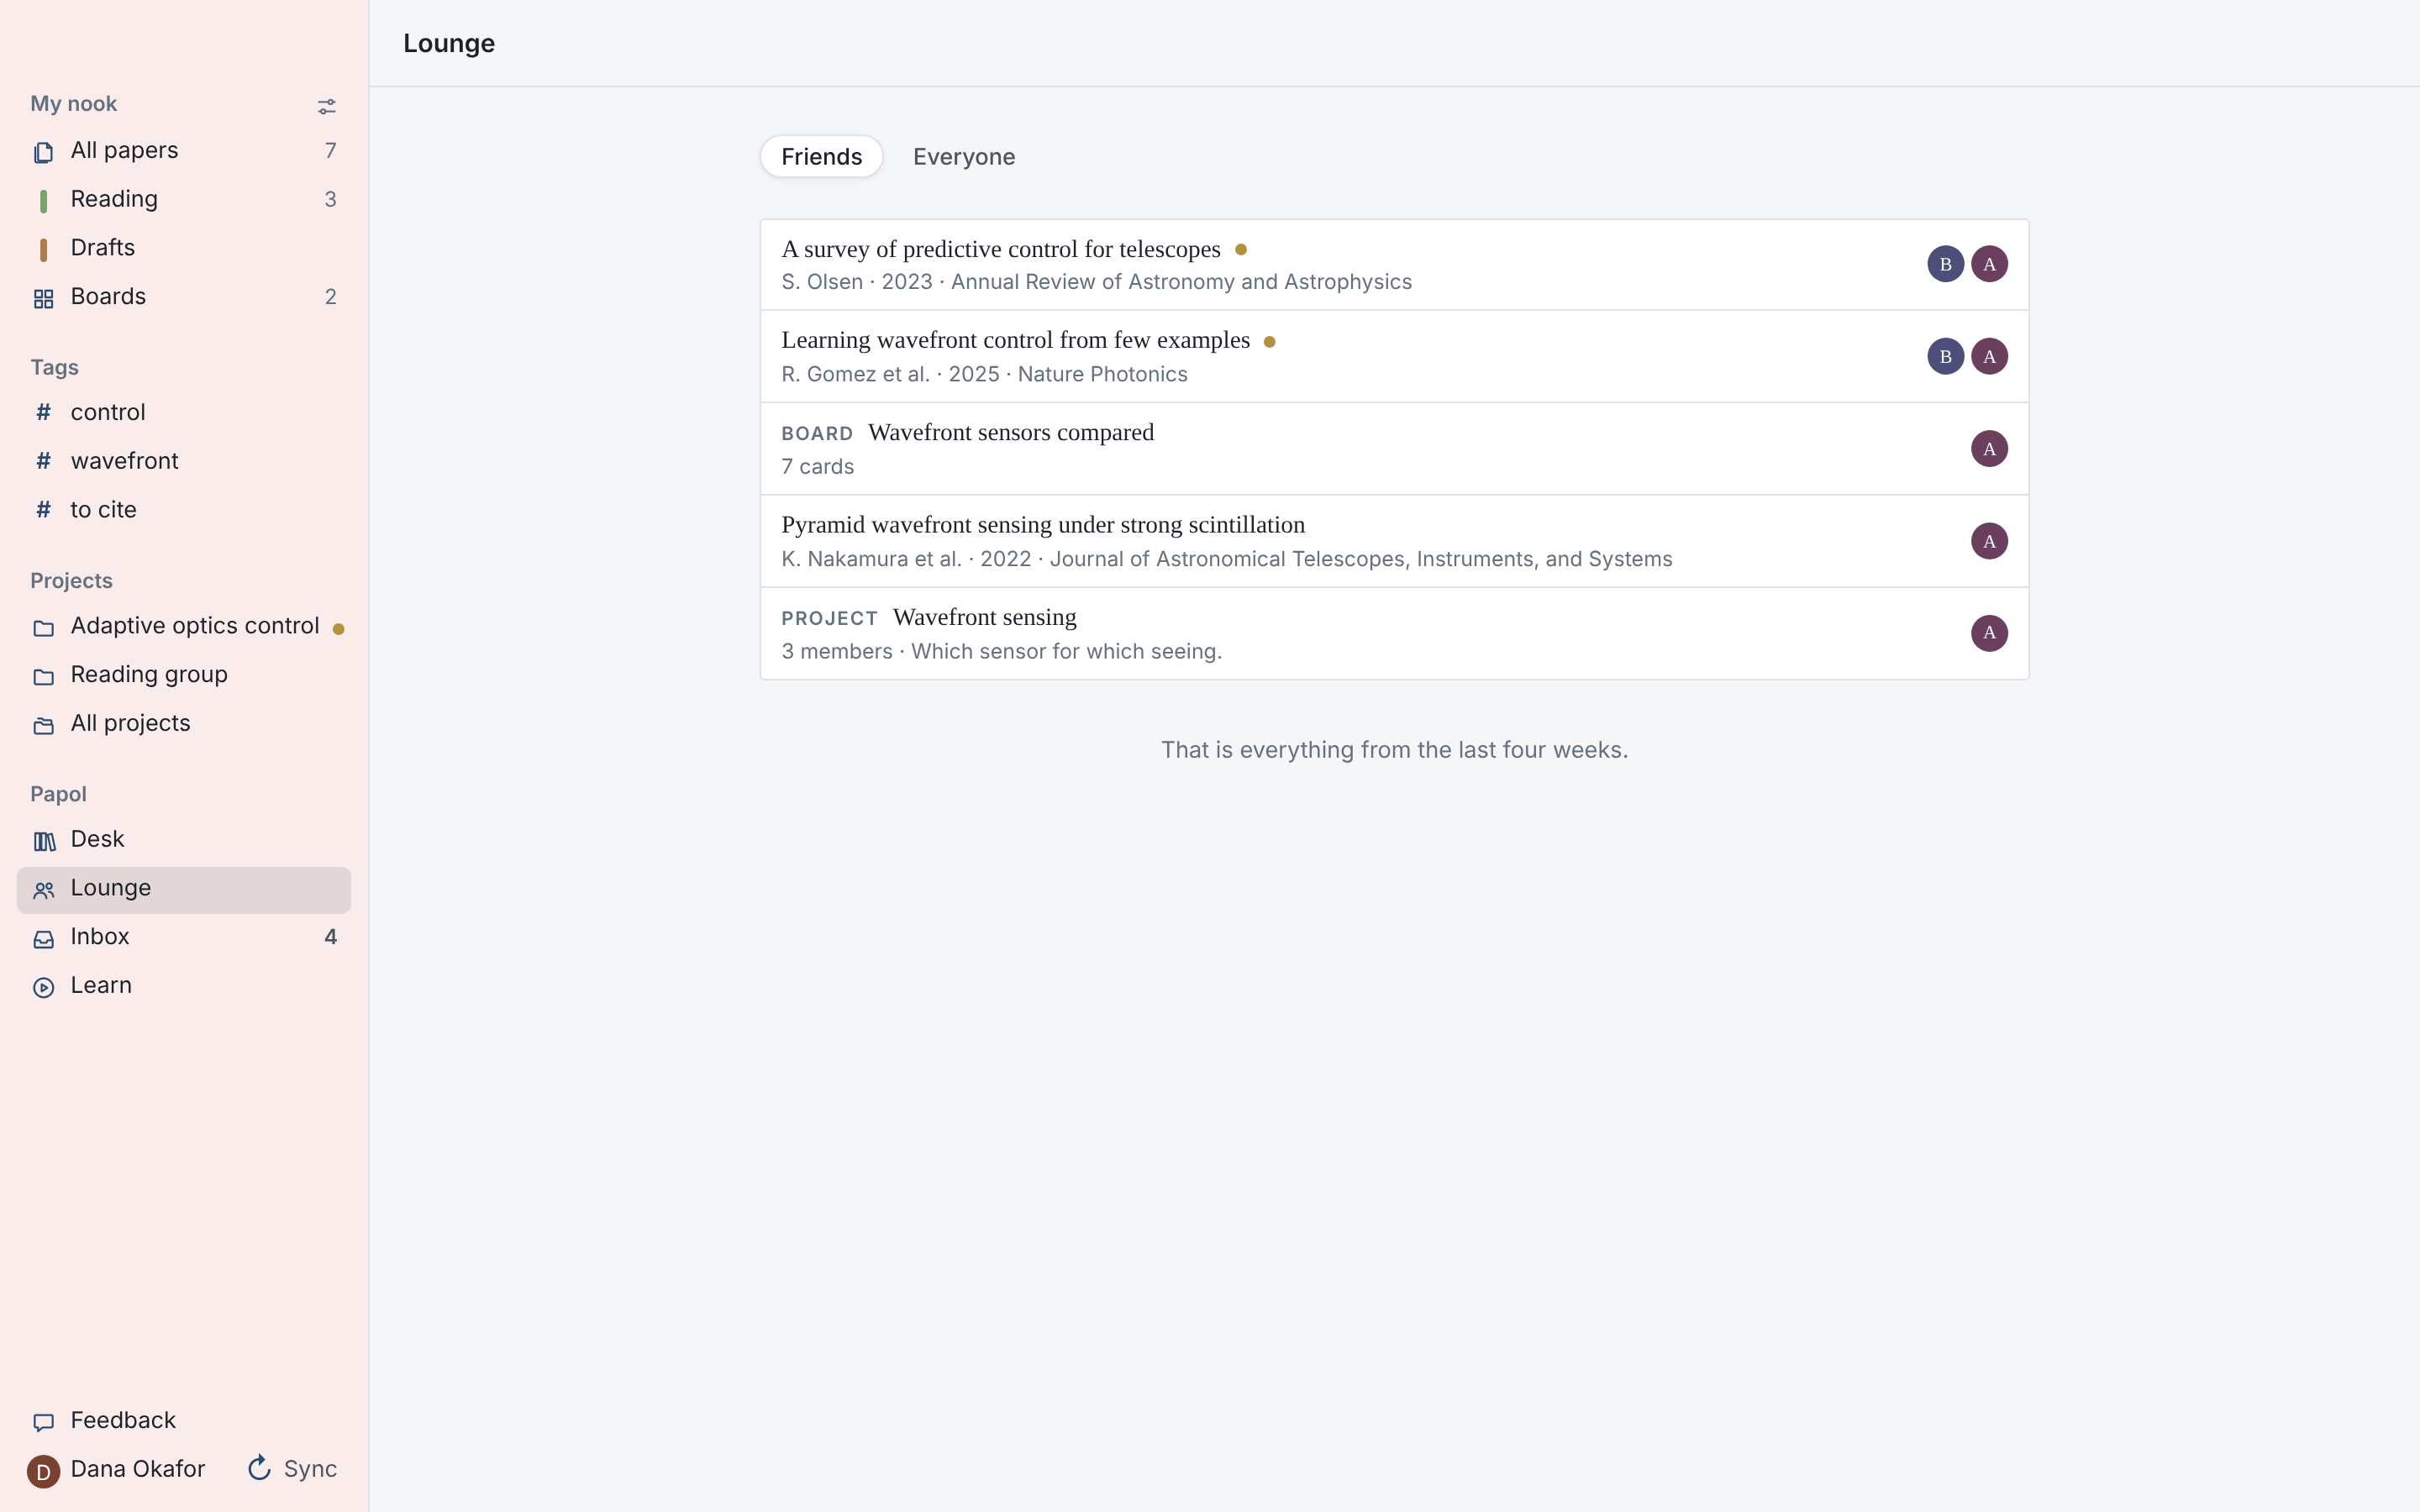 My nook
All papers 7
Reading 3
Drafts
Boards 2
Tags
# control
# wavefront
# to cite
Projects
Adaptive optics control
Reading group
All projects
Papol
Desk
Lounge
Inbox 4
Learn
Feedback
D Dana Okafor Sync
Lounge
Friends Everyone
A survey of predictive control for telescopes
S. Olsen · 2023 · Annual Review of Astronomy and Astrophysics
B A
Learning wavefront control from few examples
R. Gomez et al. · 2025 · Nature Photonics
B A
BOARD Wavefront sensors compared
7 cards
A
Pyramid wavefront sensing under strong scintillation
K. Nakamura et al. · 2022 · Journal of Astronomical Telescopes, Instruments, and Systems
A
PROJECT Wavefront sensing
3 members · Which sensor for which seeing.
A
That is everything from the last four weeks.